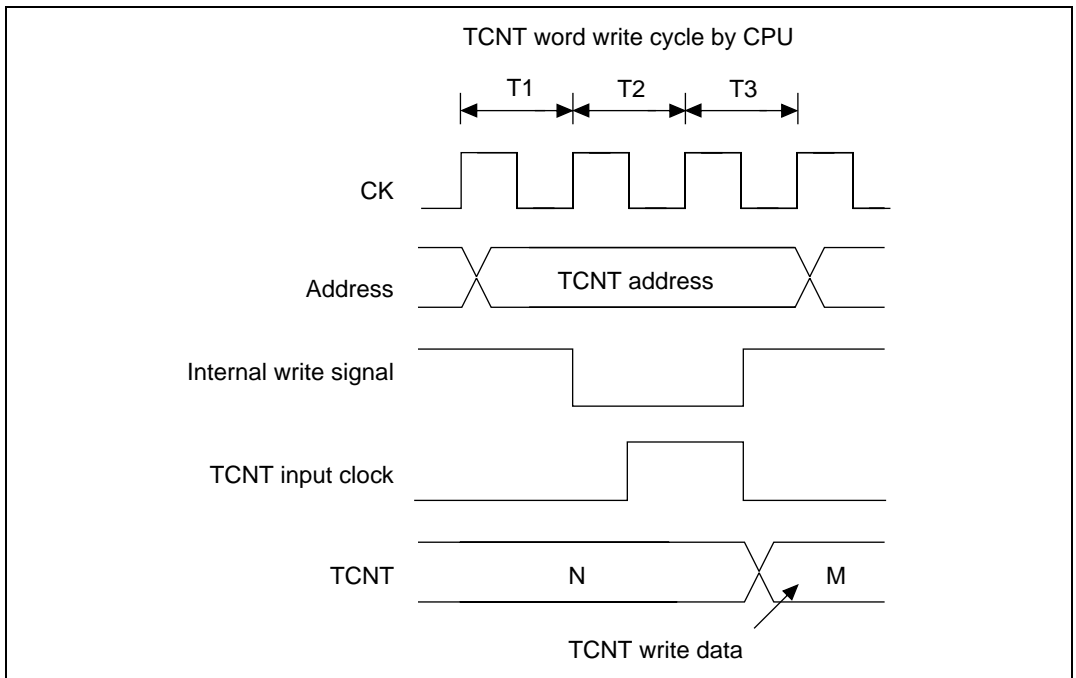 TCNT word write cycle by CPU
T1 T2 T3
CK
Address TCNT address
Internal write signal
TCNT input clock
TCNT N M
TCNT write data